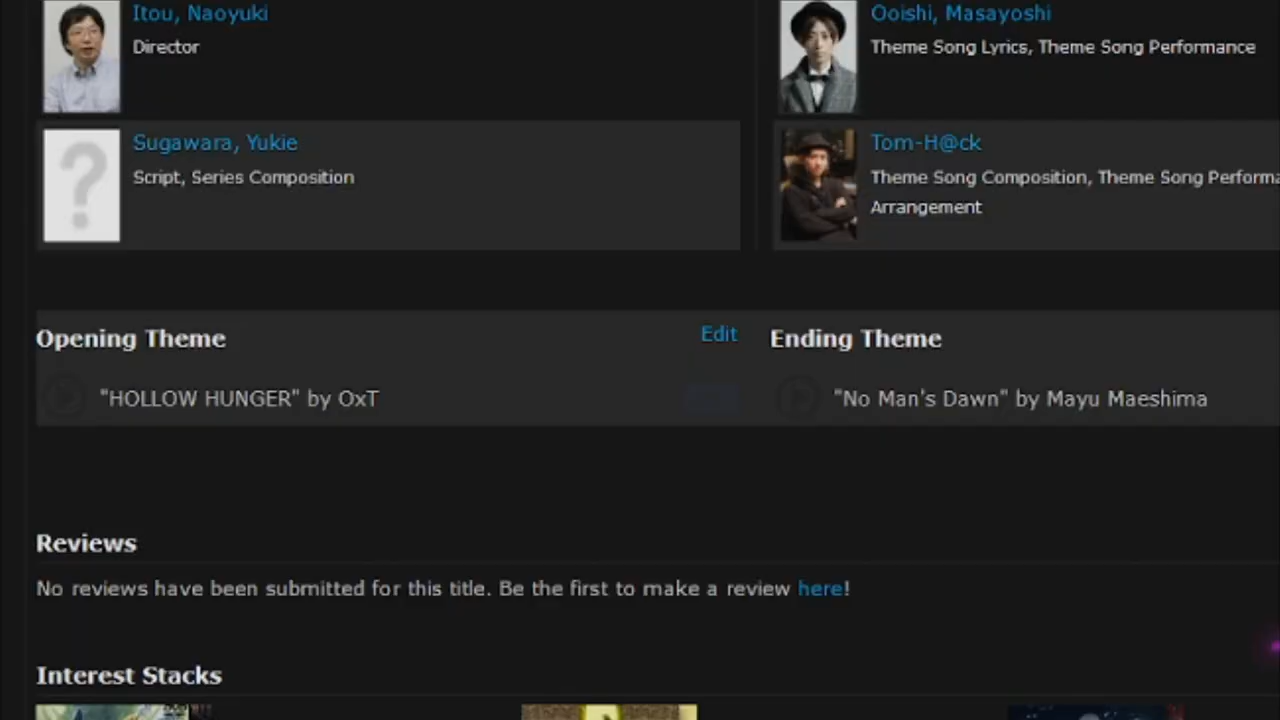 Itou, Naoyuki
Director
Ooishi, Masayoshi
Theme Song Lyrics, Theme Song Performance
Sugawara, Yukie
Script, Series Composition
Tom-H@ck
Theme Song Composition, Theme Song Performa
Arrangement
Opening Theme
Edit
Ending Theme
"HOLLOW HUNGER" by OxT
"No Man's Dawn" by Mayu Maeshima
Reviews
No reviews have been submitted for this title. Be the first to make a review here!
Interest Stacks